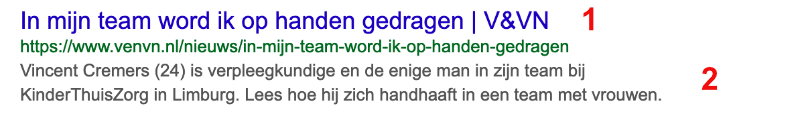 In mijn team word ik op handen gedragen | V&VN 1
https://www.venvn.nl/nieuws/in-mijn-team-word-ik-op-handen-gedragen
Vincent Cremers (24) is verpleegkundige en de enige man in zijn team bij
2
KinderThuisZorg in Limburg. Lees hoe hij zich handhaaft in een team met vrouwen.